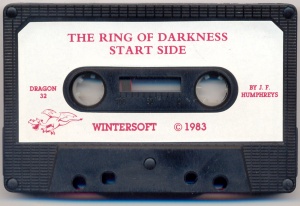 THE RING OF DARKNESS
START SIDE
DRAGON
32
BY J. F.
HUMPHREYS
WINTERSOFT © 1983